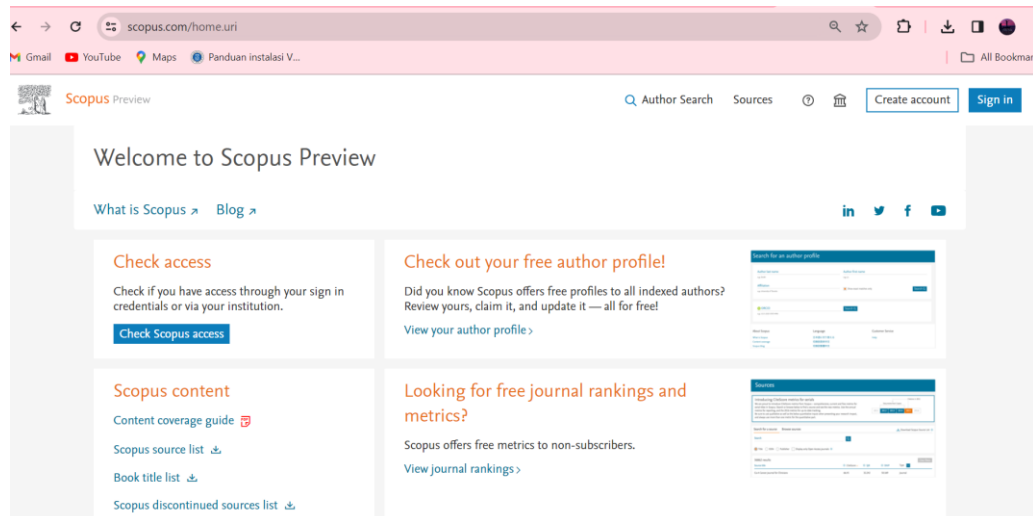 scopus.com/home.uri
Gmail YouTube Maps Panduan instalasi V... All Bookmar
Scopus Preview Author Search Sources Create account Sign in
Welcome to Scopus Preview
What is Scopus Blog
Check access
Check if you have access through your sign in
credentials or via your institution.
Check Scopus access
Check out your free author profile!
Did you know Scopus offers free profiles to all indexed authors?
Review yours, claim it, and update it — all for free!
View your author profile
Search for an author profile
Scopus content
Content coverage guide
Scopus source list
Book title list
Scopus discontinued sources list
Looking for free journal rankings and
metrics?
Scopus offers free metrics to non-subscribers.
View journal rankings
Sources